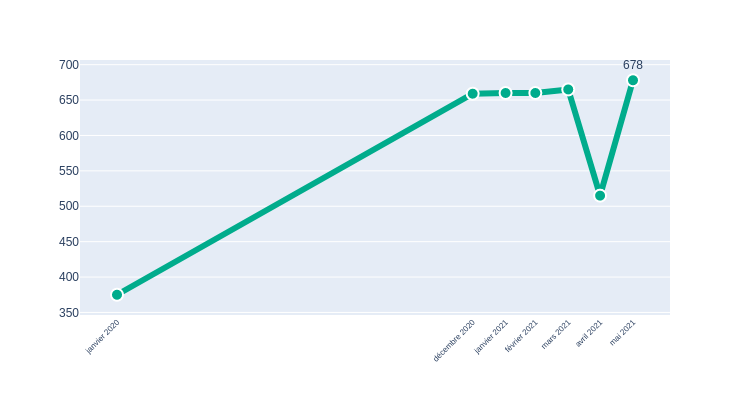 700
650
600
550
500
450
400
350
678
janvier 2020
décembre 2020
janvier 2021
février 2021
mars 2021
avril 2021
mai 2021